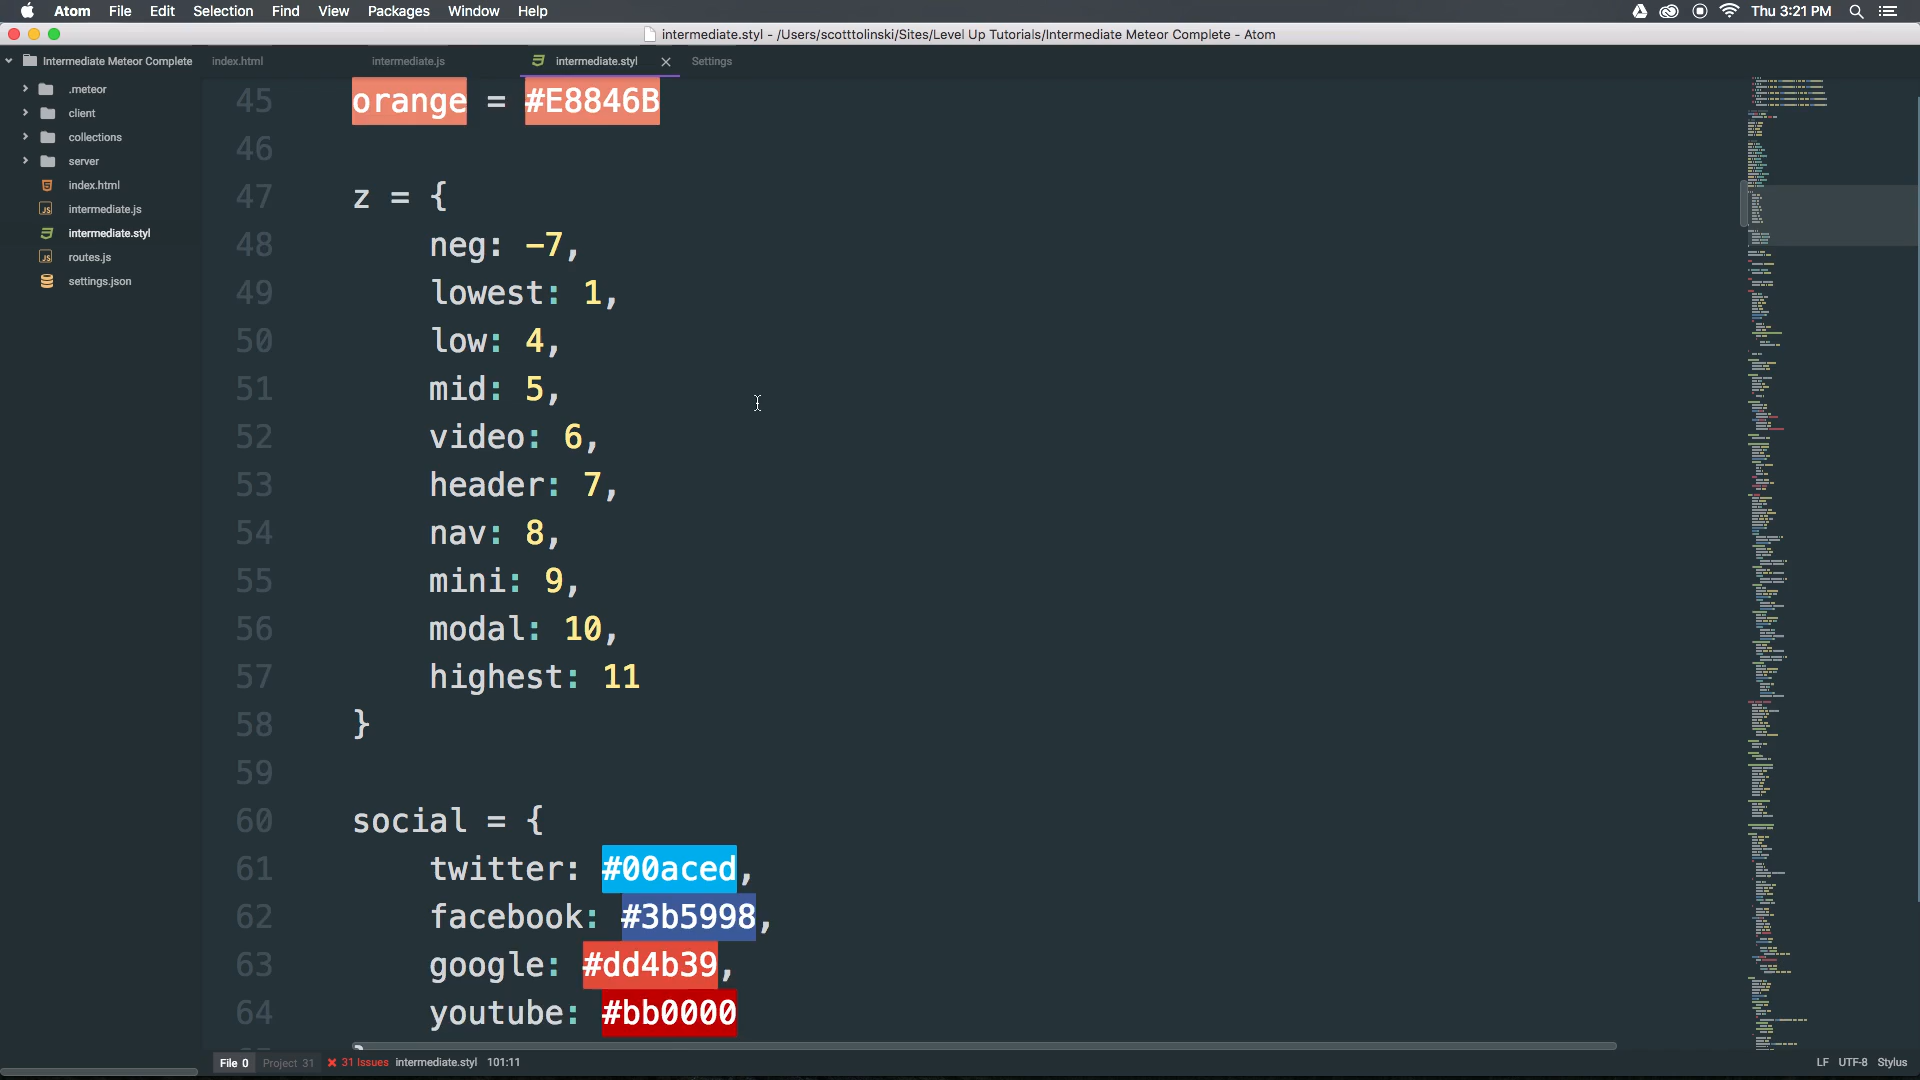 Atom File Edit Selection Find View Packages Window Help Thu 3:21 PM
intermediate.styl - /Users/scotttolinski/Sites/Level Up Tutorials/Intermediate Meteor Complete - Atom
Intermediate Meteor Complete
index.html intermediate.js intermediate.styl Settings
.meteor
client
collections
server
index.html
intermediate.js
intermediate.styl
routes.js
settings.json
45 orange = #E8846B
46
47 z = {
48 neg: -7,
49 lowest: 1,
50 low: 4,
51 mid: 5,
52 video: 6,
53 header: 7,
54 nav: 8,
55 mini: 9,
56 modal: 10,
57 highest: 11
58 }
59
60 social = {
61 twitter: #00aced,
62 facebook: #3b5998,
63 google: #dd4b39,
64 youtube: #bb0000
File 0 Project 31 31 Issues intermediate.styl 101:11 LF UTF-8 Stylus